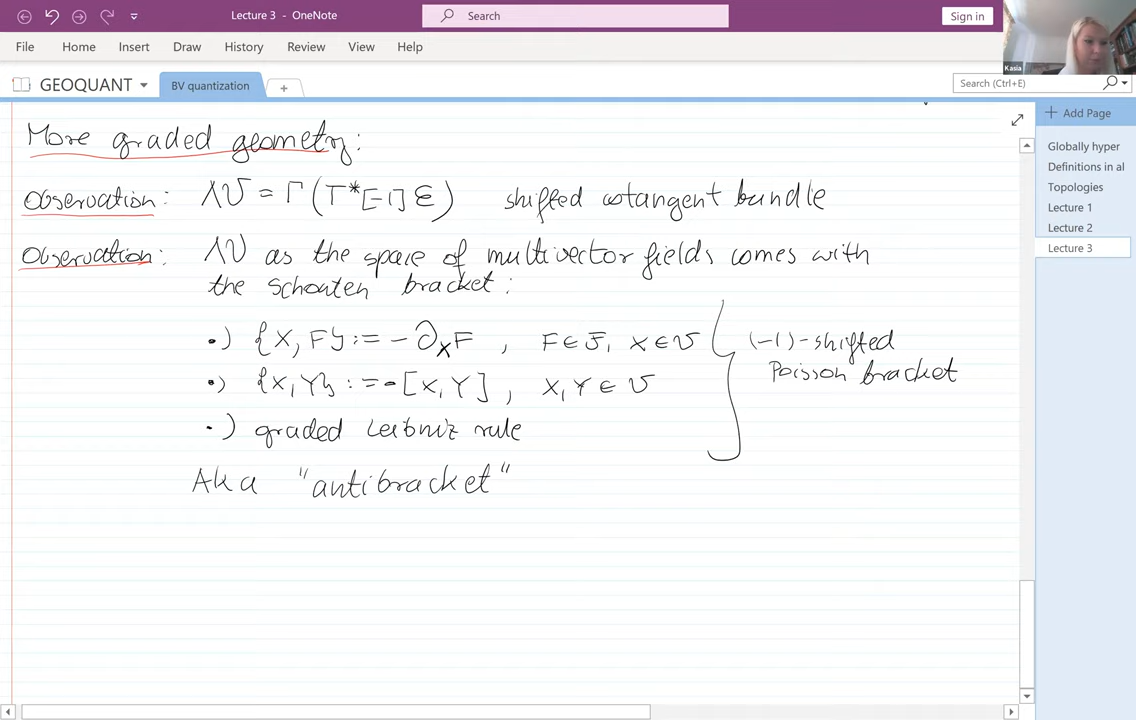 Lecture 3 - OneNote
Search
Sign in
File Home Insert Draw History Review View Help
Kasia
GEOQUANT
BV quantization
Search (Ctrl+E)
Add Page
Globally hyper
Definitions in al
Topologies
Lecture 1
Lecture 2
Lecture 3
More graded geometry:
Observation: ΛV = Γ(T*[-1]ℰ) shifted cotangent bundle
Observation: ΛV as the space of multivector fields comes with
the Schouten bracket:
•) {X, F} := -∂_X F , F ∈ F, X ∈ V
•) {X, Y} := -[X, Y] , X, Y ∈ V
•) graded Leibniz rule
(-1)-shifted
Poisson bracket
Aka "antibracket"